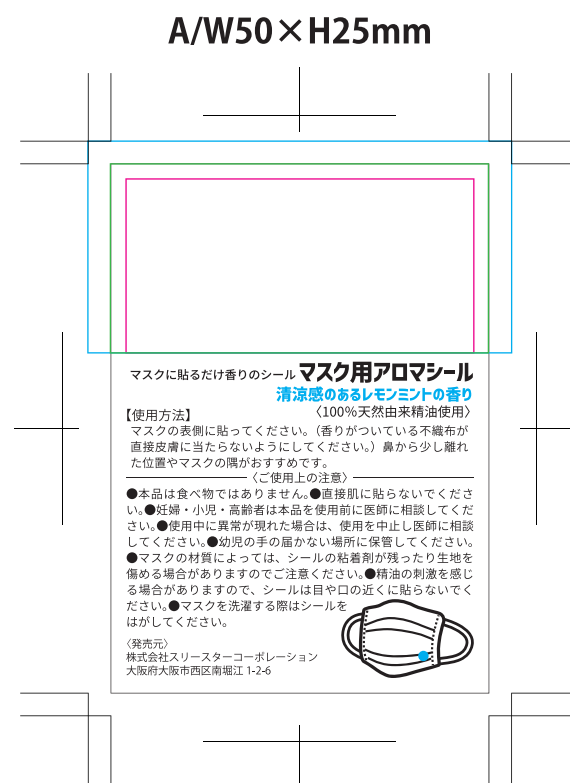 A/W50×H25mm
マスクに貼るだけ香りのシール マスク用アロマシール
清涼感のあるレモンミントの香り
【使用方法】 〈100%天然由来精油使用〉
マスクの表側に貼ってください。（香りがついている不織布が
直接皮膚に当たらないようにしてください。）鼻から少し離れ
た位置やマスクの隅がおすすめです。
〈ご使用上の注意〉
●本品は食べ物ではありません。●直接肌に貼らないでくださ
い。●妊婦・小児・高齢者は本品を使用前に医師に相談してくだ
さい。●使用中に異常が現れた場合は、使用を中止し医師に相談
してください。●幼児の手の届かない場所に保管してください。
●マスクの材質によっては、シールの粘着剤が残ったり生地を
傷める場合がありますのでご注意ください。●精油の刺激を感じ
る場合がありますので、シールは目や口の近くに貼らないでく
ださい。●マスクを洗濯する際はシールを
はがしてください。
〈発売元〉
株式会社スリースターコーポレーション
大阪府大阪市西区南堀江 1-2-6